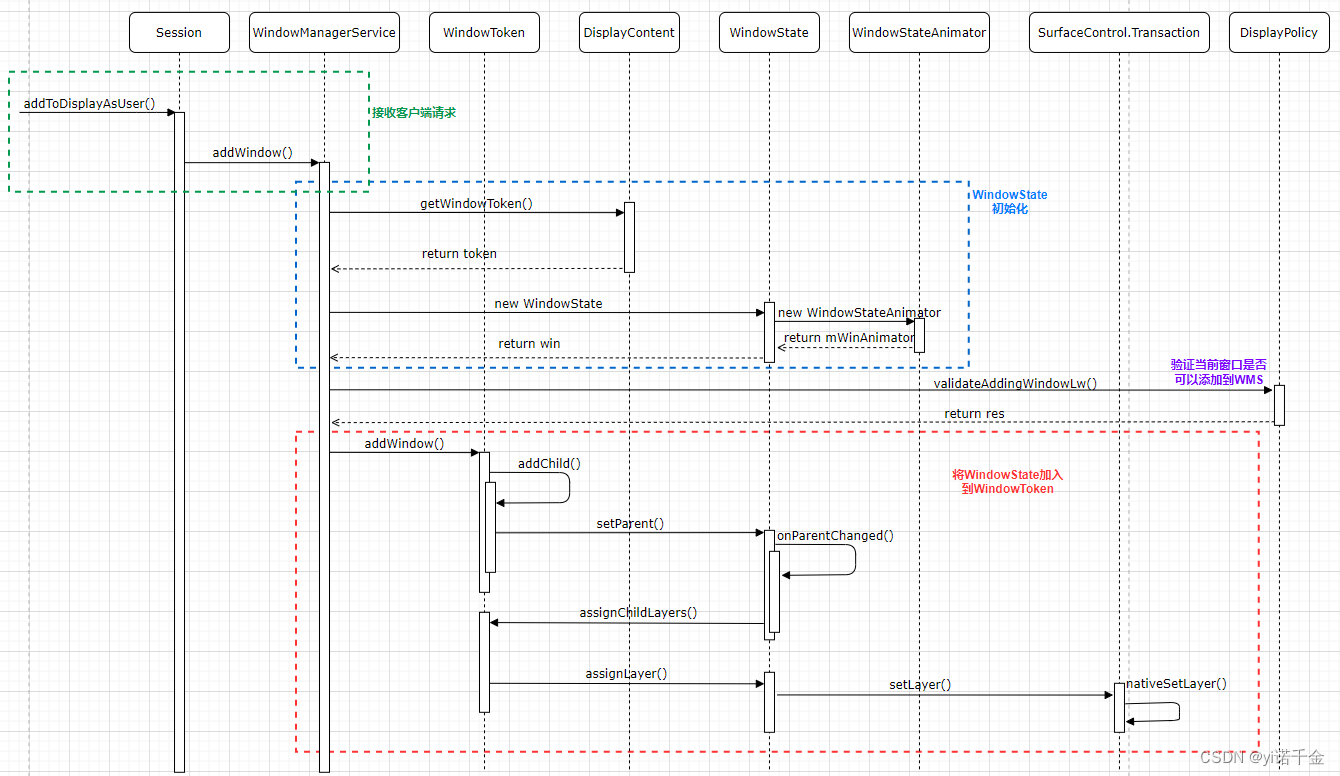 Session
WindowManagerService
WindowToken
DisplayContent
WindowState
WindowStateAnimator
SurfaceControl.Transaction
DisplayPolicy
addToDisplayAsUser()
接收客户端请求
addWindow()
WindowState
初始化
getWindowToken()
return token
new WindowState
new WindowStateAnimator
return mWinAnimator
return win
验证当前窗口是否
可以添加到WMS
validateAddingWindowLw()
return res
addWindow()
addChild()
将WindowState加入
到WindowToken
setParent()
onParentChanged()
assignChildLayers()
assignLayer()
setLayer()
nativeSetLayer()
CSDN @yi诺千金